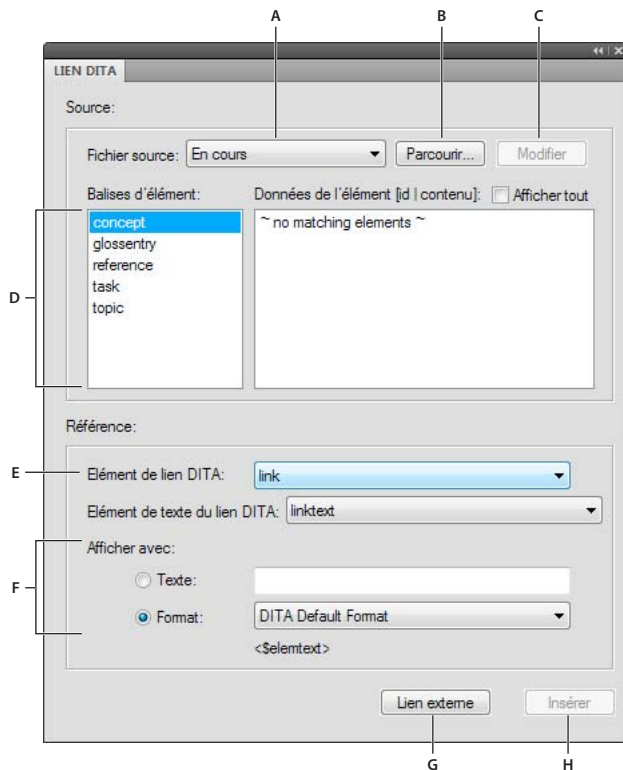 A B C
LIEN DITA
Source:
Fichier source: En cours Parcourir... Modifier
Balises d'élément: Données de l'élément [id | contenu]: Afficher tout
concept ~ no matching elements ~
glossentry
reference
task
topic
D
Référence:
E Elément de lien DITA: link
Elément de texte du lien DITA: linktext
Afficher avec:
F Texte:
Format: DITA Default Format
<$elemtext>
Lien externe Insérer
G H